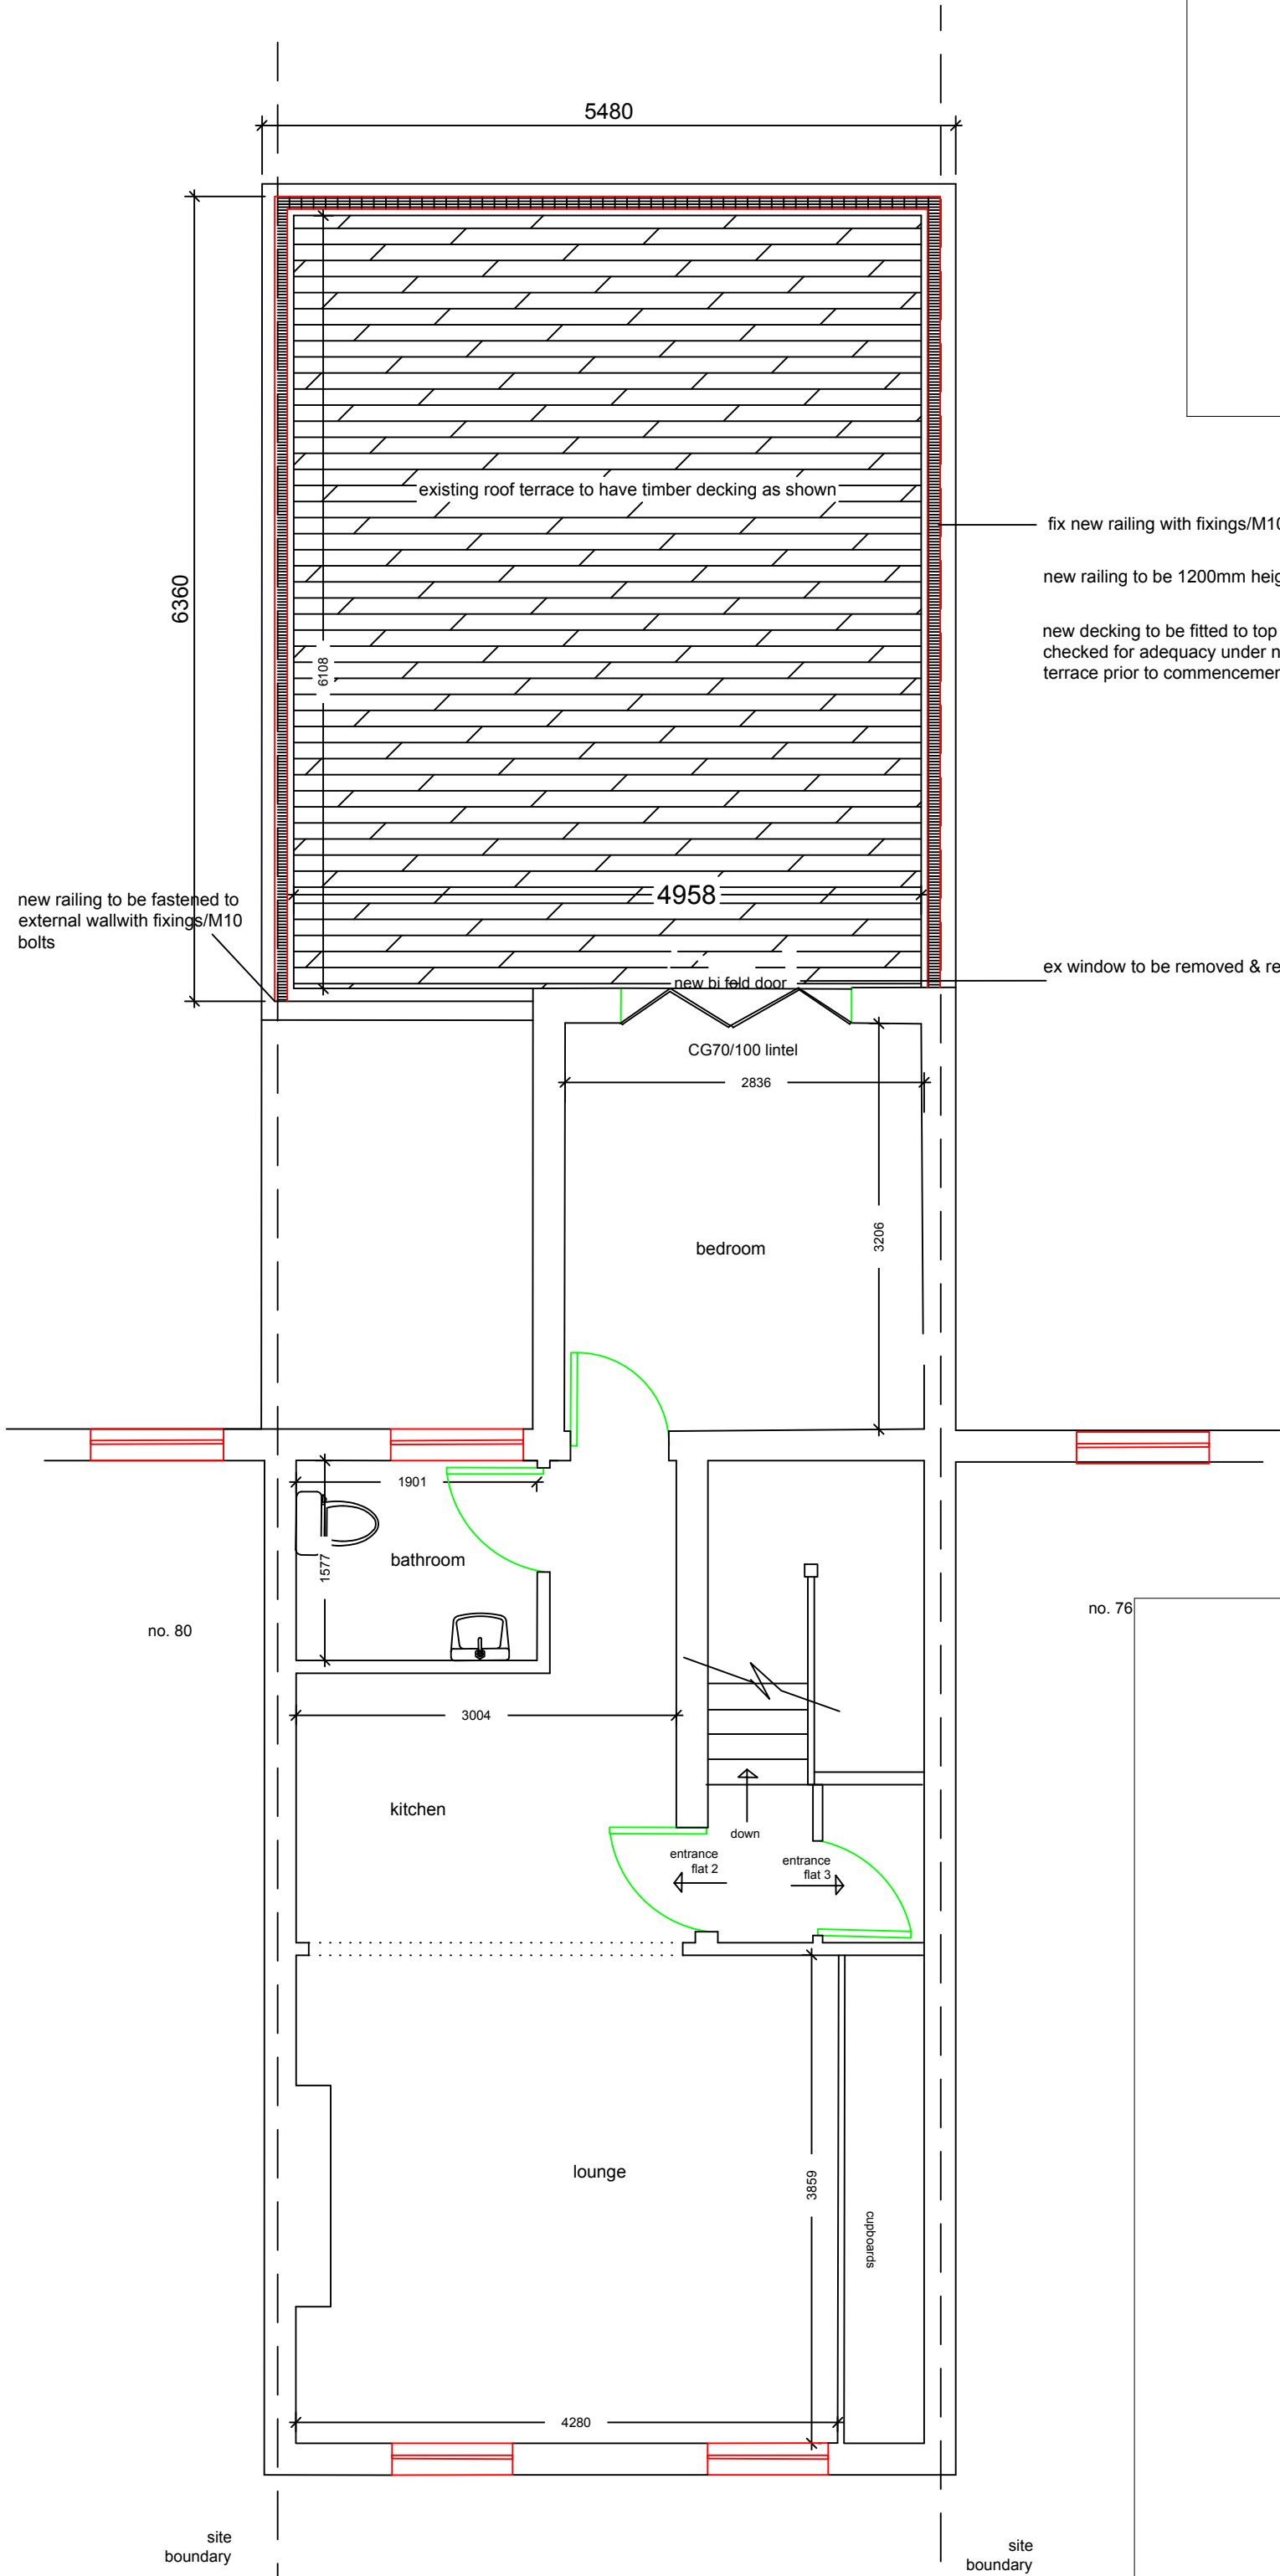 5480
existing roof terrace to have timber decking as shown
fix new railing with fixings/M10
new railing to be 1200mm heig
6360
6108
new decking to be fitted to top
checked for adequacy under n
terrace prior to commencemen
4958
new railing to be fastened to
external wallwith fixings/M10
bolts
ex window to be removed & re
new bi fold door
CG70/100 lintel
2836
3206
bedroom
1901
1577
bathroom
no. 80
no. 76
3004
kitchen
down
entrance
flat 2
entrance
flat 3
lounge
3859
cupboards
4280
site
boundary
site
boundary